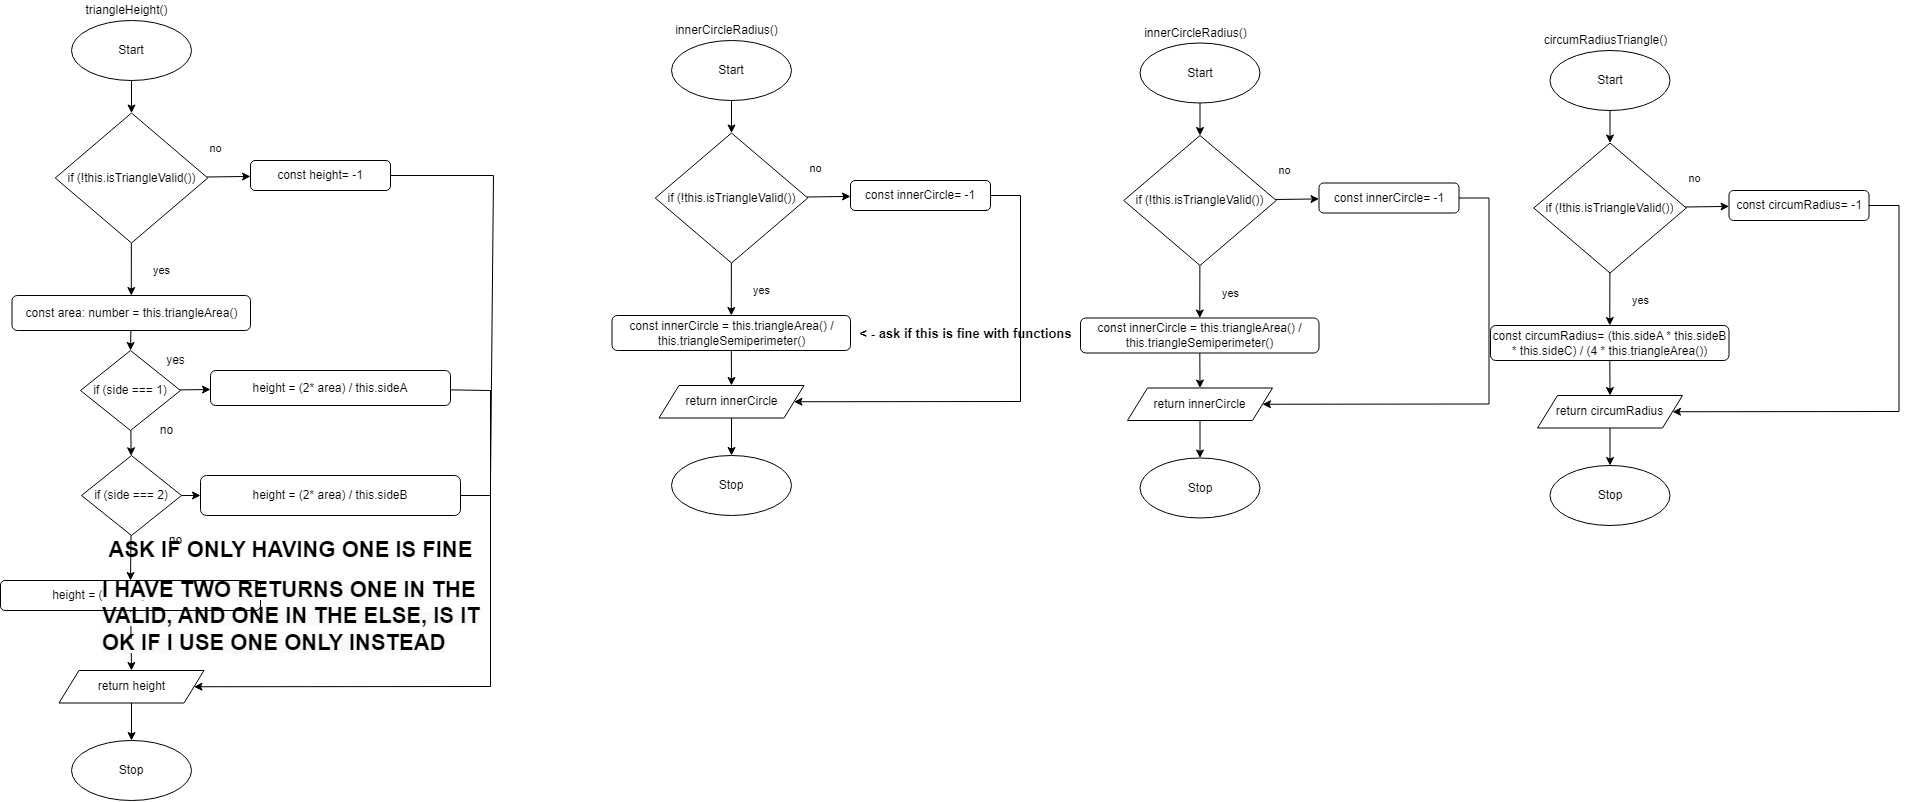 triangleHeight()
Start
if (!this.isTriangleValid())
no
const height= -1
yes
const area: number = this.triangleArea()
if (side === 1)
yes
height = (2* area) / this.sideA
no
if (side === 2)
height = (2* area) / this.sideB
no
ASK IF ONLY HAVING ONE IS FINE
height = (
I HAVE TWO RETURNS ONE IN THE
VALID, AND ONE IN THE ELSE, IS IT
OK IF I USE ONE ONLY INSTEAD
return height
Stop
innerCircleRadius()
Start
if (!this.isTriangleValid())
no
const innerCircle= -1
yes
const innerCircle = this.triangleArea() /
this.triangleSemiperimeter()
< - ask if this is fine with functions
return innerCircle
Stop
innerCircleRadius()
Start
if (!this.isTriangleValid())
no
const innerCircle= -1
yes
const innerCircle = this.triangleArea() /
this.triangleSemiperimeter()
return innerCircle
Stop
circumRadiusTriangle()
Start
if (!this.isTriangleValid())
no
const circumRadius= -1
yes
const circumRadius= (this.sideA * this.sideB
* this.sideC) / (4 * this.triangleArea())
return circumRadius
Stop